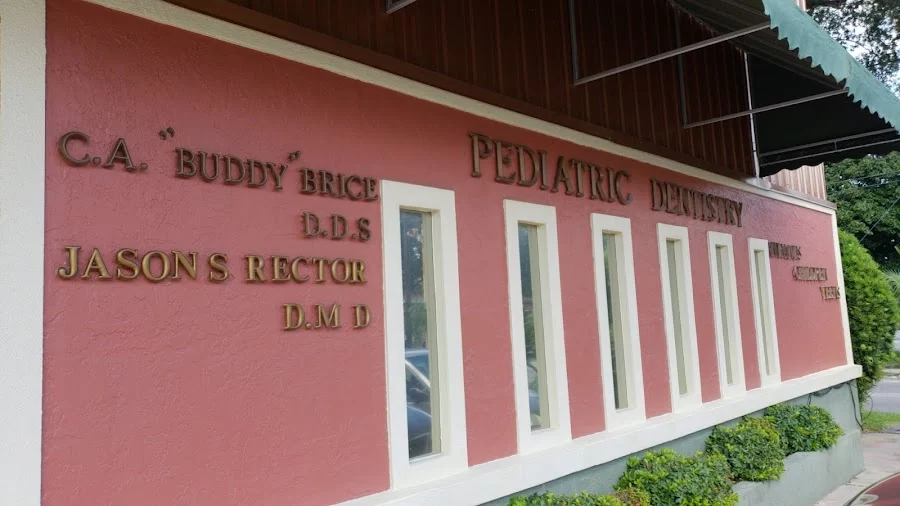 C.A. "BUDDY" BRICE
D.D.S
JASON S RECTOR
D.M D
PEDIATRIC DENTISTRY